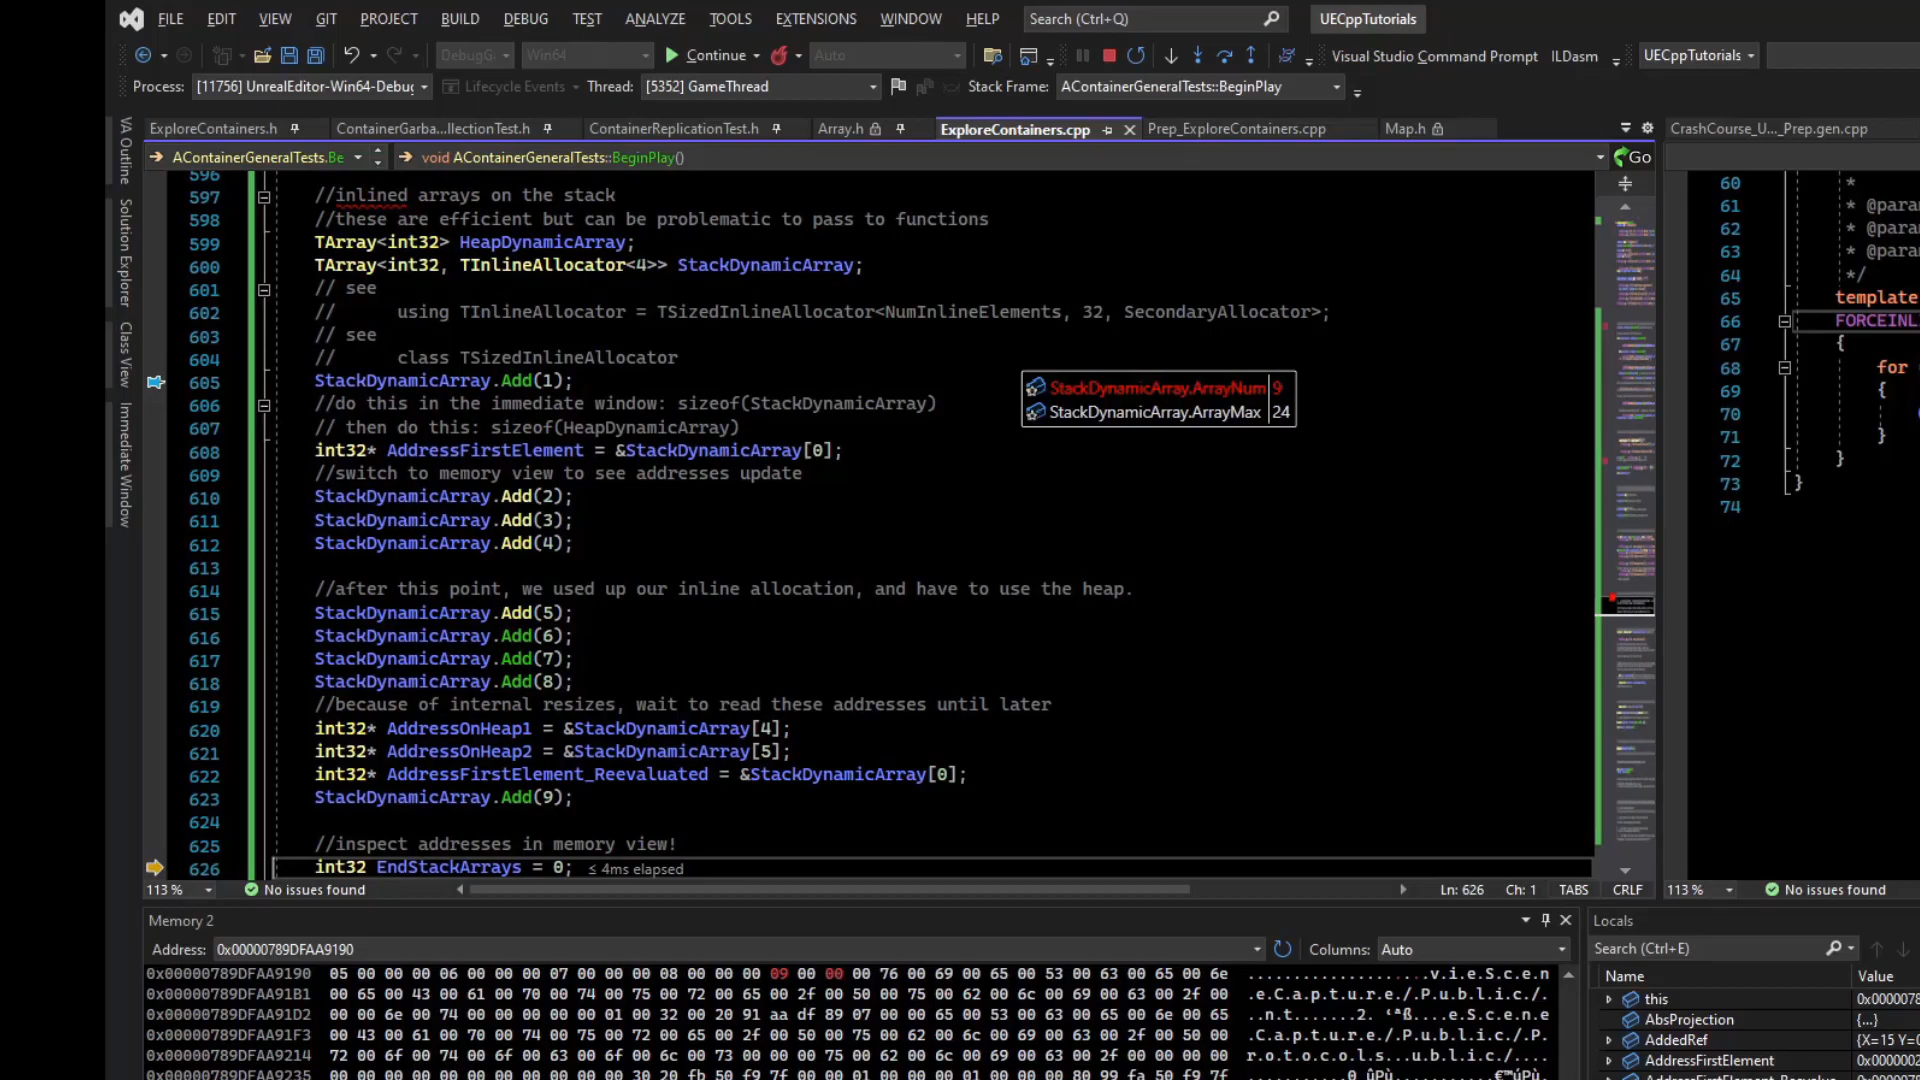 FILE EDIT VIEW GIT PROJECT BUILD DEBUG TEST ANALYZE TOOLS EXTENSIONS WINDOW HELP Search (Ctrl+Q) UECppTutorials
DebugG Win64 Continue Auto Visual Studio Command Prompt ILDasm UECppTutorials
Process: [11756] UnrealEditor-Win64-Debug Lifecycle Events Thread: [5352] GameThread Stack Frame: AContainerGeneralTests::BeginPlay
ExploreContainers.h ContainerGarba...llectionTest.h ContainerReplicationTest.h Array.h ExploreContainers.cpp Prep_ExploreContainers.cpp Map.h CrashCourse_U..._Prep.gen.cpp
AContainerGeneralTests.Be void AContainerGeneralTests::BeginPlay() Go
VA Outline
Solution Explorer
Class View
Immediate Window
596
597 //inlined arrays on the stack
598 //these are efficient but can be problematic to pass to functions
599 TArray<int32> HeapDynamicArray;
600 TArray<int32, TInlineAllocator<4>> StackDynamicArray;
601 // see
602 // using TInlineAllocator = TSizedInlineAllocator<NumInlineElements, 32, SecondaryAllocator>;
603 // see
604 // class TSizedInlineAllocator
605 StackDynamicArray.Add(1);
606 //do this in the immediate window: sizeof(StackDynamicArray)
607 // then do this: sizeof(HeapDynamicArray)
608 int32* AddressFirstElement = &StackDynamicArray[0];
609 //switch to memory view to see addresses update
610 StackDynamicArray.Add(2);
611 StackDynamicArray.Add(3);
612 StackDynamicArray.Add(4);
613
614 //after this point, we used up our inline allocation, and have to use the heap.
615 StackDynamicArray.Add(5);
616 StackDynamicArray.Add(6);
617 StackDynamicArray.Add(7);
618 StackDynamicArray.Add(8);
619 //because of internal resizes, wait to read these addresses until later
620 int32* AddressOnHeap1 = &StackDynamicArray[4];
621 int32* AddressOnHeap2 = &StackDynamicArray[5];
622 int32* AddressFirstElement_Reevaluated = &StackDynamicArray[0];
623 StackDynamicArray.Add(9);
624
625 //inspect addresses in memory view!
626 int32 EndStackArrays = 0; ≤ 4ms elapsed
StackDynamicArray.ArrayNum 9
StackDynamicArray.ArrayMax 24
60 *
61 * @para
62 * @para
63 * @para
64 */
65 template
66 FORCEINL
67 {
68 for
69 {
70
71 }
72 }
73 }
74
113 % No issues found Ln: 626 Ch: 1 TABS CRLF 113 % No issues found
Memory 2
Address: 0x00000789DFAA9190 Columns: Auto
0x00000789DFAA9190 05 00 00 00 06 00 00 00 07 00 00 00 08 00 00 00 09 00 00 00 76 00 69 00 65 00 53 00 63 00 65 00 6e ....................v.i.e.S.c.e.n
0x00000789DFAA91B1 00 65 00 43 00 61 00 70 00 74 00 75 00 72 00 65 00 2f 00 50 00 75 00 62 00 6c 00 69 00 63 00 2f 00 .e.C.a.p.t.u.r.e./.P.u.b.l.i.c./.
0x00000789DFAA91D2
0x00000789DFAA91F3 00 43 00 61 00 70 00 74 00 75 00 72 00 65 00 2f 00 50 00 75 00 62 00 6c 00 69 00 63 00 2f 00 50 00 .C.a.p.t.u.r.e./.P.u.b.l.i.c./.P.
0x00000789DFAA9214 72 00 6f 00 74 00 6f 00 63 00 6f 00 6c 00 73 00 00 00 75 00 62 00 6c 00 69 00 63 00 2f 00 00 00 00
0x00000789DFAA9235
Locals
Search (Ctrl+E)
Name Value
this 0x0000078
AbsProjection {...}
AddedRef {X=15 Y=0
AddressFirstElement 0x0000002